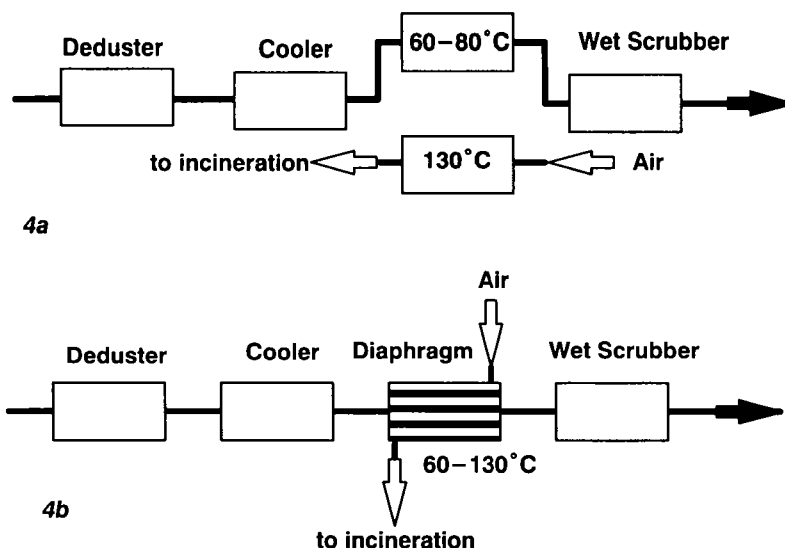 Deduster
Cooler
60–80°C
Wet Scrubber
to incineration
130°C
Air
4a
Air
Deduster
Cooler
Diaphragm
Wet Scrubber
60–130°C
4b
to incineration